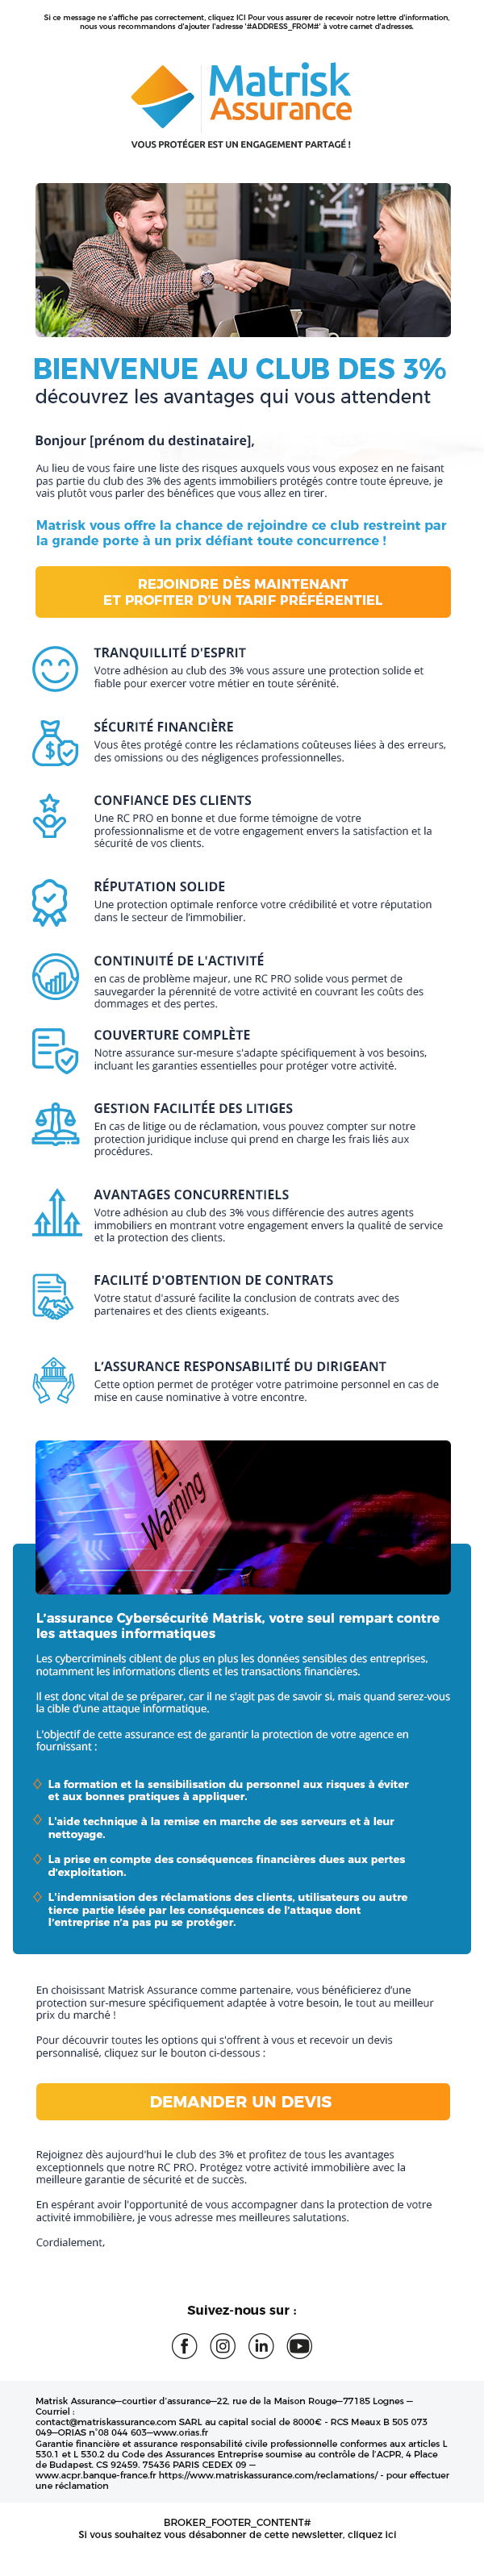 Si ce message ne s'affiche pas correctement, cliquez ICI Pour vous assurer de recevoir notre lettre d'information,
nous vous recommandons d'ajouter l'adresse '#ADDRESS_FROM#' à votre carnet d'adresses.
Matrisk
Assurance
VOUS PROTÉGER EST UN ENGAGEMENT PARTAGÉ !
BIENVENUE AU CLUB DES 3%
découvrez les avantages qui vous attendent
Bonjour [prénom du destinataire],
Au lieu de vous faire une liste des risques auxquels vous vous exposez en ne faisant
pas partie du club des 3% des agents immobiliers protégés contre toute épreuve, je
vais plutôt vous parler des bénéfices que vous allez en tirer.
Matrisk vous offre la chance de rejoindre ce club restreint par
la grande porte à un prix défiant toute concurrence !
REJOINDRE DÈS MAINTENANT
ET PROFITER D'UN TARIF PRÉFÉRENTIEL
TRANQUILLITÉ D'ESPRIT
Votre adhésion au club des 3% vous assure une protection solide et
fiable pour exercer votre métier en toute sérénité.
SÉCURITÉ FINANCIÈRE
Vous êtes protégé contre les réclamations coûteuses liées à des erreurs,
des omissions ou des négligences professionnelles.
CONFIANCE DES CLIENTS
Une RC PRO en bonne et due forme témoigne de votre
professionnalisme et de votre engagement envers la satisfaction et la
sécurité de vos clients.
RÉPUTATION SOLIDE
Une protection optimale renforce votre crédibilité et votre réputation
dans le secteur de l'immobilier.
CONTINUITÉ DE L'ACTIVITÉ
en cas de problème majeur, une RC PRO solide vous permet de
sauvegarder la pérennité de votre activité en couvrant les coûts des
dommages et des pertes.
COUVERTURE COMPLÈTE
Notre assurance sur-mesure s'adapte spécifiquement à vos besoins,
incluant les garanties essentielles pour protéger votre activité.
GESTION FACILITÉE DES LITIGES
En cas de litige ou de réclamation, vous pouvez compter sur notre
protection juridique incluse qui prend en charge les frais liés aux
procédures.
AVANTAGES CONCURRENTIELS
Votre adhésion au club des 3% vous différencie des autres agents
immobiliers en montrant votre engagement envers la qualité de service
et la protection des clients.
FACILITÉ D'OBTENTION DE CONTRATS
Votre statut d'assuré facilite la conclusion de contrats avec des
partenaires et des clients exigeants.
L'ASSURANCE RESPONSABILITÉ DU DIRIGEANT
Cette option permet de protéger votre patrimoine personnel en cas de
mise en cause nominative à votre encontre.
Warning
L'assurance Cybersécurité Matrisk, votre seul rempart contre
les attaques informatiques
Les cybercriminels ciblent de plus en plus les données sensibles des entreprises,
notamment les informations clients et les transactions financières.
Il est donc vital de se préparer, car il ne s'agit pas de savoir si, mais quand serez-vous
la cible d'une attaque informatique.
L'objectif de cette assurance est de garantir la protection de votre agence en
fournissant :
La formation et la sensibilisation du personnel aux risques à éviter
et aux bonnes pratiques à appliquer.
L'aide technique à la remise en marche de ses serveurs et à leur
nettoyage.
La prise en compte des conséquences financières dues aux pertes
d'exploitation.
L'indemnisation des réclamations des clients, utilisateurs ou autre
tierce partie lésée par les conséquences de l'attaque dont
l'entreprise n'a pas pu se protéger.
En choisissant Matrisk Assurance comme partenaire, vous bénéficierez d'une
protection sur-mesure spécifiquement adaptée à votre besoin, le tout au meilleur
prix du marché !
Pour découvrir toutes les options qui s'offrent à vous et recevoir un devis
personnalisé, cliquez sur le bouton ci-dessous :
DEMANDER UN DEVIS
Rejoignez dès aujourd'hui le club des 3% et profitez de tous les avantages
exceptionnels que notre RC PRO. Protégez votre activité immobilière avec la
meilleure garantie de sécurité et de succès.
En espérant avoir l'opportunité de vous accompagner dans la protection de votre
activité immobilière, je vous adresse mes meilleures salutations.
Cordialement,
Suivez-nous sur :
Matrisk Assurance—courtier d'assurance—22, rue de la Maison Rouge—77185 Lognes —
Courriel :
contact@matriskassurance.com SARL au capital social de 8000€ - RCS Meaux B 505 073
049—ORIAS n°08 044 603—www.orias.fr
Garantie financière et assurance responsabilité civile professionnelle conformes aux articles L
530.1 et L 530.2 du Code des Assurances Entreprise soumise au contrôle de l'ACPR, 4 Place
de Budapest. CS 92459. 75436 PARIS CEDEX 09 —
www.acpr.banque-france.fr https://www.matriskassurance.com/reclamations/ - pour effectuer
une réclamation
BROKER_FOOTER_CONTENT#
Si vous souhaitez vous désabonner de cette newsletter, cliquez ici